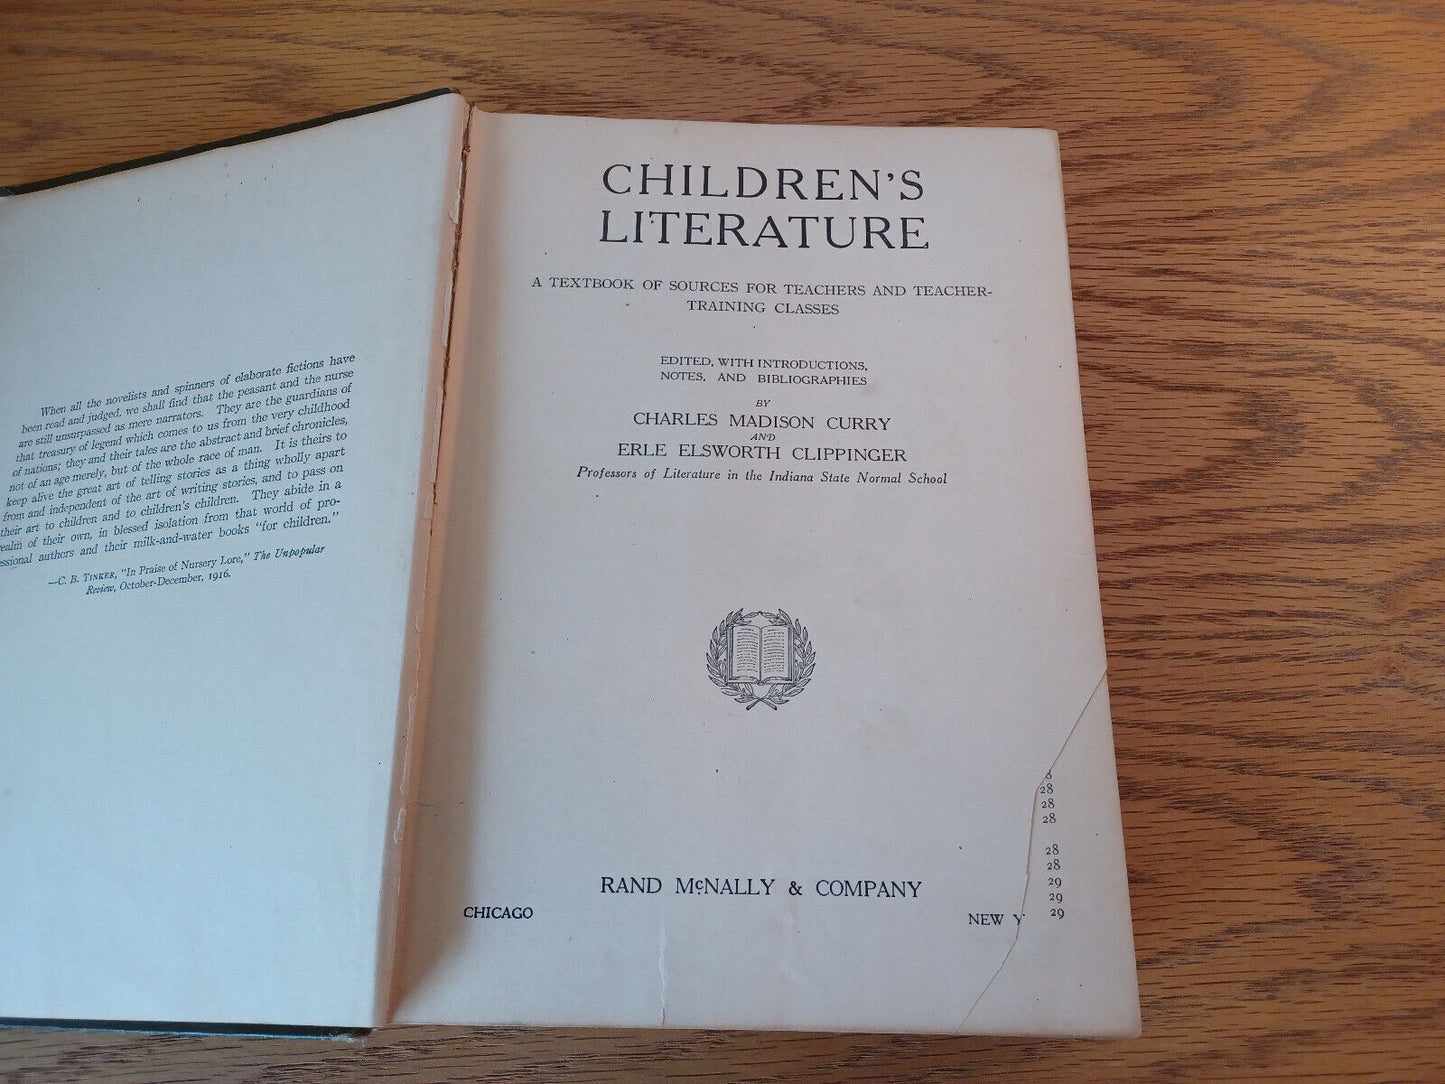 When all the novelists and spinners of elaborate fictions have
been read and judged, we shall find that the peasant and the nurse
are still unsurpassed as mere narrators. They are the guardians of
that treasury of legend which comes to us from the very childhood
of nations; they and their tales are the abstract and brief chronicles,
not of an age merely, but of the whole race of man. It is theirs to
keep alive the great art of telling stories as a thing wholly apart
from and independent of the art of writing stories, and to pass on
their art to children and to children's children. They abide in a
realm of their own, in blessed isolation from that world of pro-
essional authors and their milk-and-water books "for children."
—C. B. TINKER, "In Praise of Nursery Lore," The Unpopular
Review, October-December, 1916.
CHILDREN'S
LITERATURE
A TEXTBOOK OF SOURCES FOR TEACHERS AND TEACHER-
TRAINING CLASSES
EDITED, WITH INTRODUCTIONS,
NOTES, AND BIBLIOGRAPHIES
BY
CHARLES MADISON CURRY
AND
ERLE ELSWORTH CLIPPINGER
Professors of Literature in the Indiana State Normal School
RAND McNALLY & COMPANY
CHICAGO NEW Y
28
28
28
28
28
29
29
29